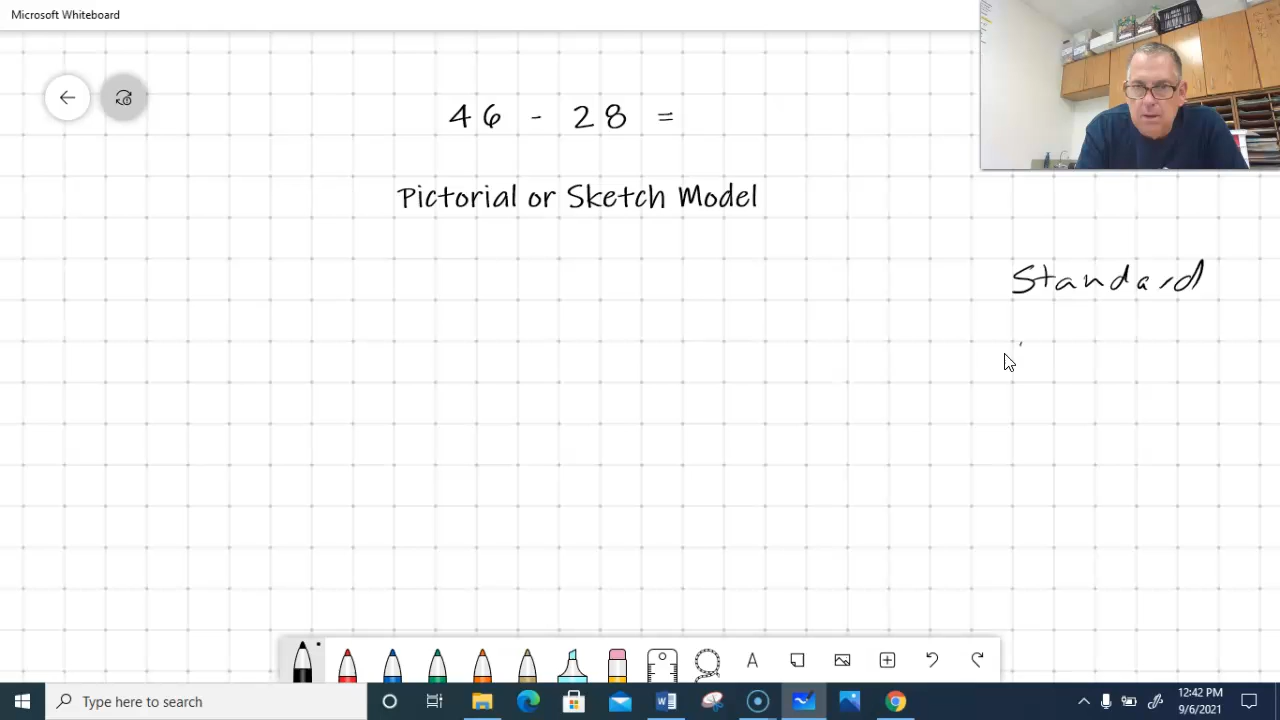 Microsoft Whiteboard
46 - 28 =
Pictorial or Sketch Model
Standard
A
Type here to search
12:42 PM
9/6/2021